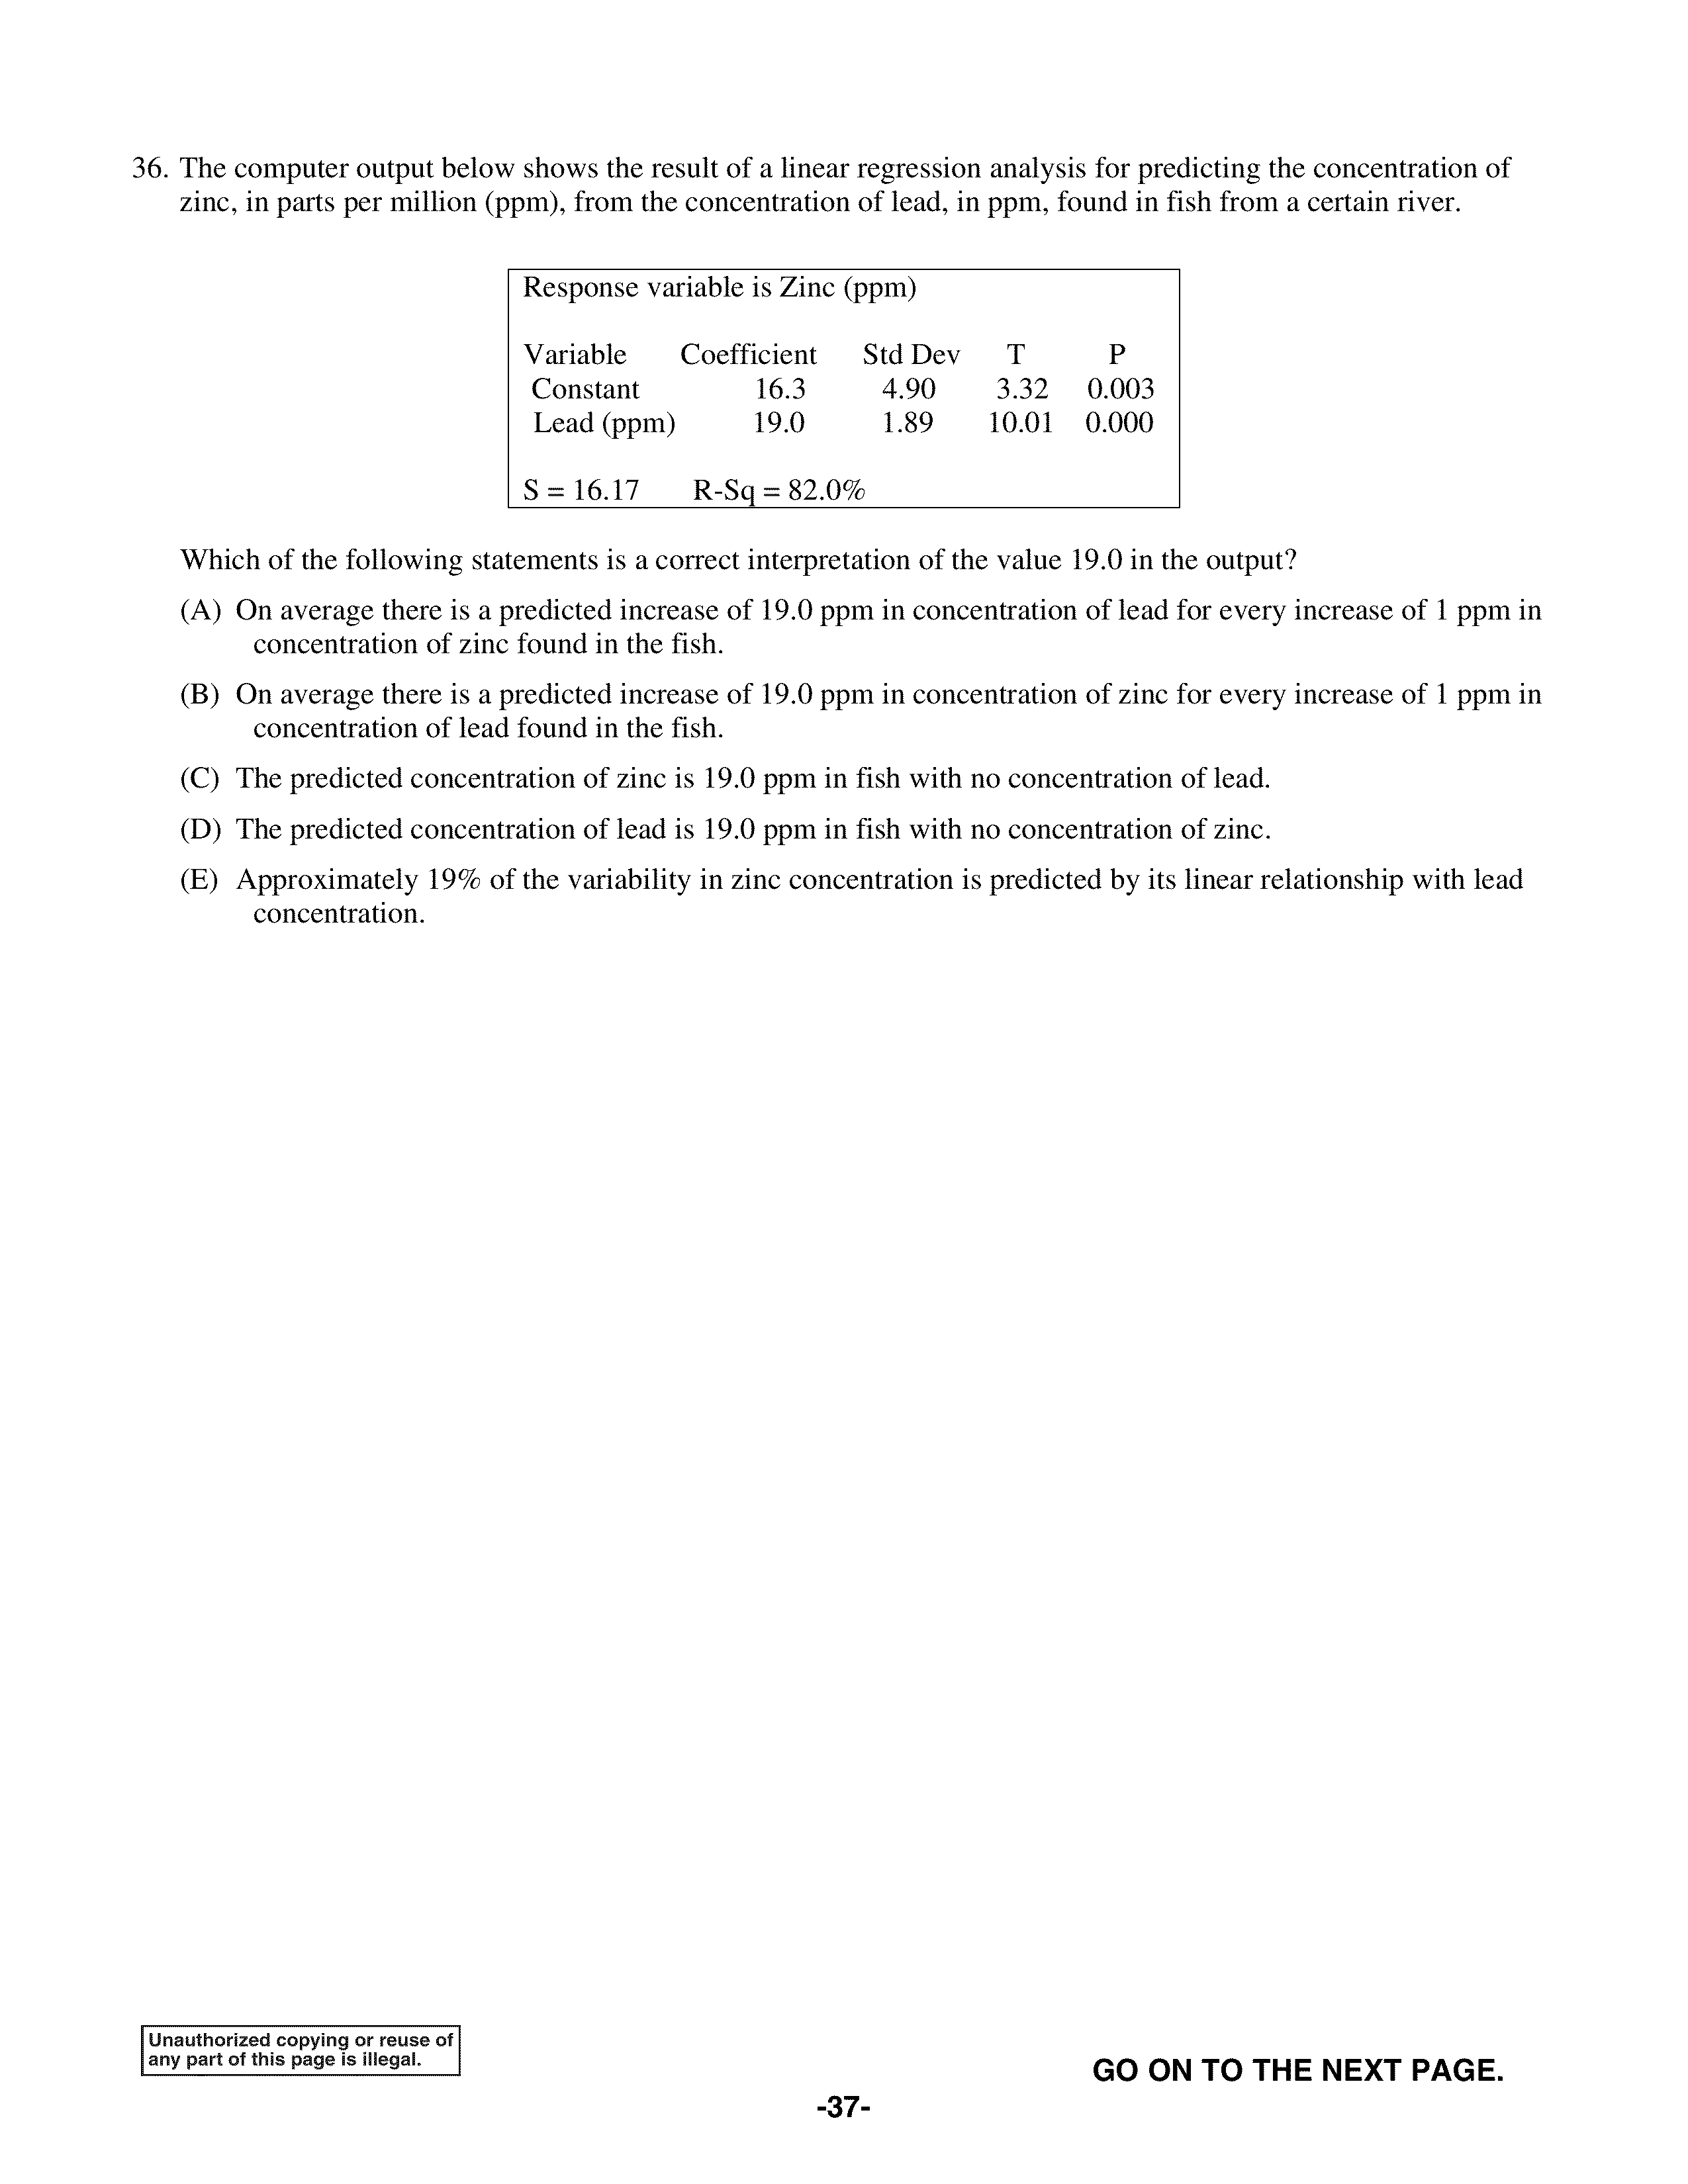 36. The computer output below shows the result of a linear regression analysis for predicting the concentration of
zinc, in parts per million (ppm), from the concentration of lead, in ppm, found in fish from a certain river.
Response variable is Zinc (ppm)
Variable Coefficient Std Dev T P
Constant 16.3 4.90 3.32 0.003
Lead (ppm) 19.0 1.89 10.01 0.000
S = 16.17 R-Sq = 82.0%
Which of the following statements is a correct interpretation of the value 19.0 in the output?
(A) On average there is a predicted increase of 19.0 ppm in concentration of lead for every increase of 1 ppm in
concentration of zinc found in the fish.
(B) On average there is a predicted increase of 19.0 ppm in concentration of zinc for every increase of 1 ppm in
concentration of lead found in the fish.
(C) The predicted concentration of zinc is 19.0 ppm in fish with no concentration of lead.
(D) The predicted concentration of lead is 19.0 ppm in fish with no concentration of zinc.
(E) Approximately 19% of the variability in zinc concentration is predicted by its linear relationship with lead
concentration.
Unauthorized copying or reuse of
any part of this page is illegal.
GO ON TO THE NEXT PAGE.
-37-